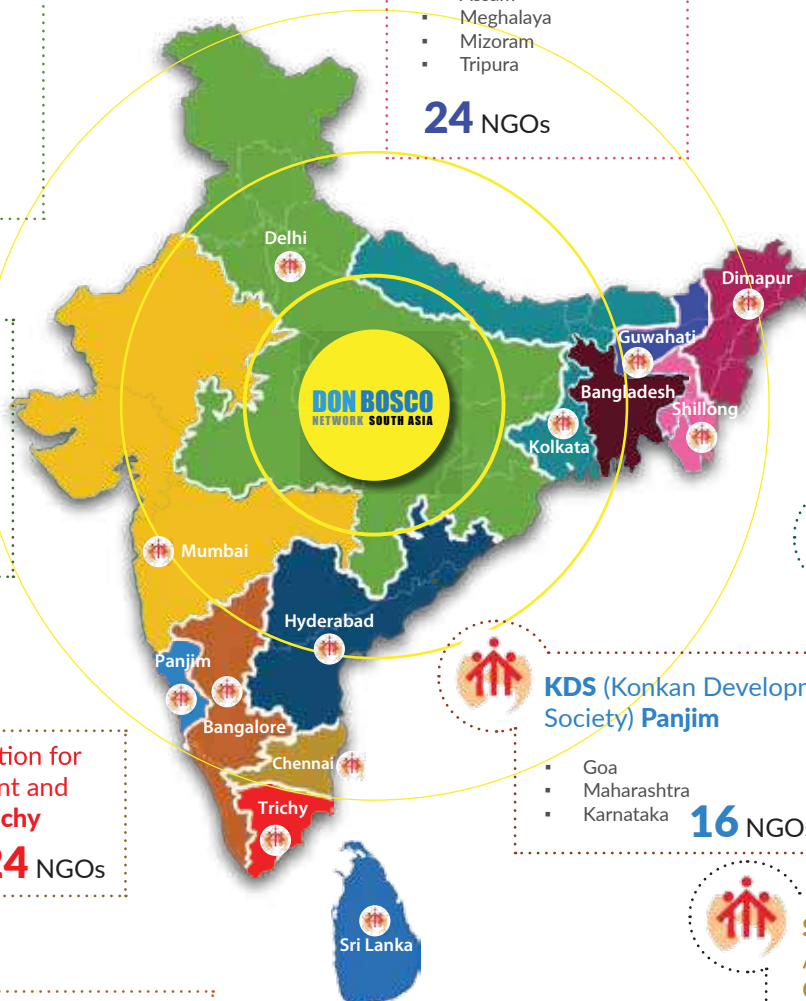 Meghalaya
Mizoram
Tripura
24 NGOs
Delhi
Dimapur
Guwahati
Bangladesh
Shillong
Kolkata
DON BOSCO
NETWORK SOUTH ASIA
Mumbai
Hyderabad
Panjim
Bangalore
Chennai
Trichy
Sri Lanka
KDS (Konkan Developm
Society) Panjim
Goa
Maharashtra
Karnataka
16 NGOs
tion for
nt and
chy
24 NGOs